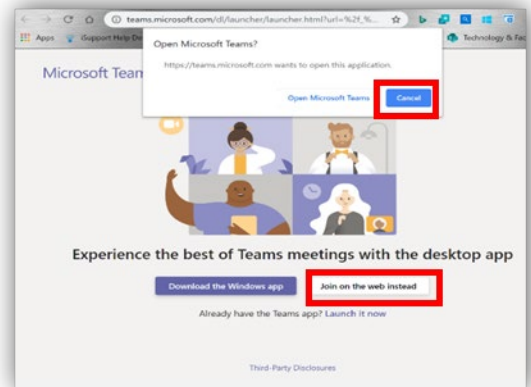 teams.microsoft.com/dl/launcher/launcher.html?url=%2f_%...
Apps iSupport Help De Technology & Fac
Open Microsoft Teams?
https://teams.microsoft.com wants to open this application.
Open Microsoft Teams Cancel
Microsoft Team
Experience the best of Teams meetings with the desktop app
Download the Windows app Join on the web instead
Already have the Teams app? Launch it now
Third-Party Disclosures